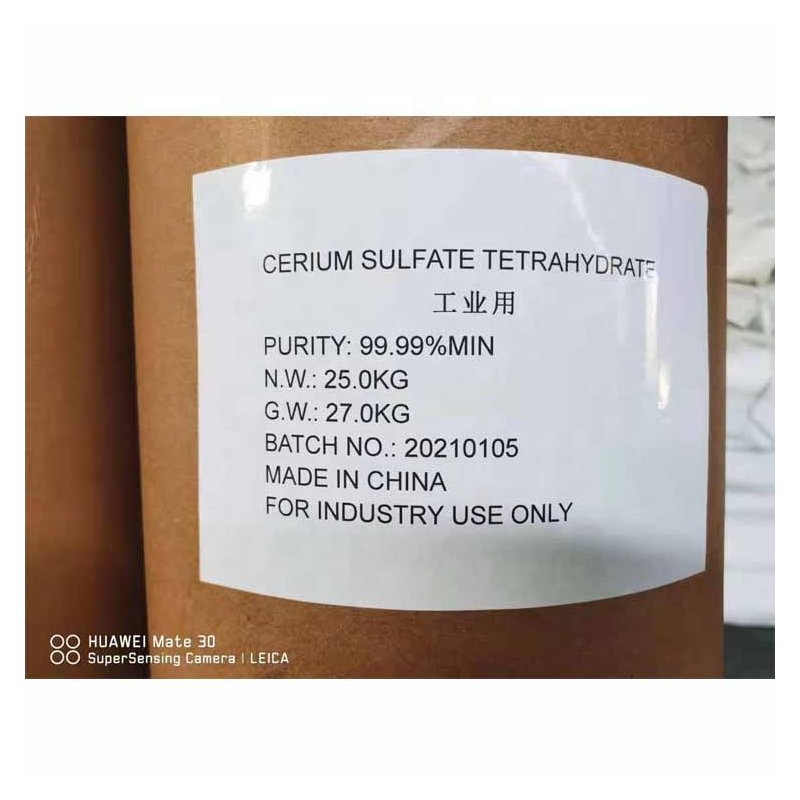 CERIUM SULFATE TETRAHYDRATE
工业用
PURITY: 99.99%MIN
N.W.: 25.0KG
G.W.: 27.0KG
BATCH NO.: 20210105
MADE IN CHINA
FOR INDUSTRY USE ONLY
HUAWEI Mate 30
SuperSensing Camera | LEICA